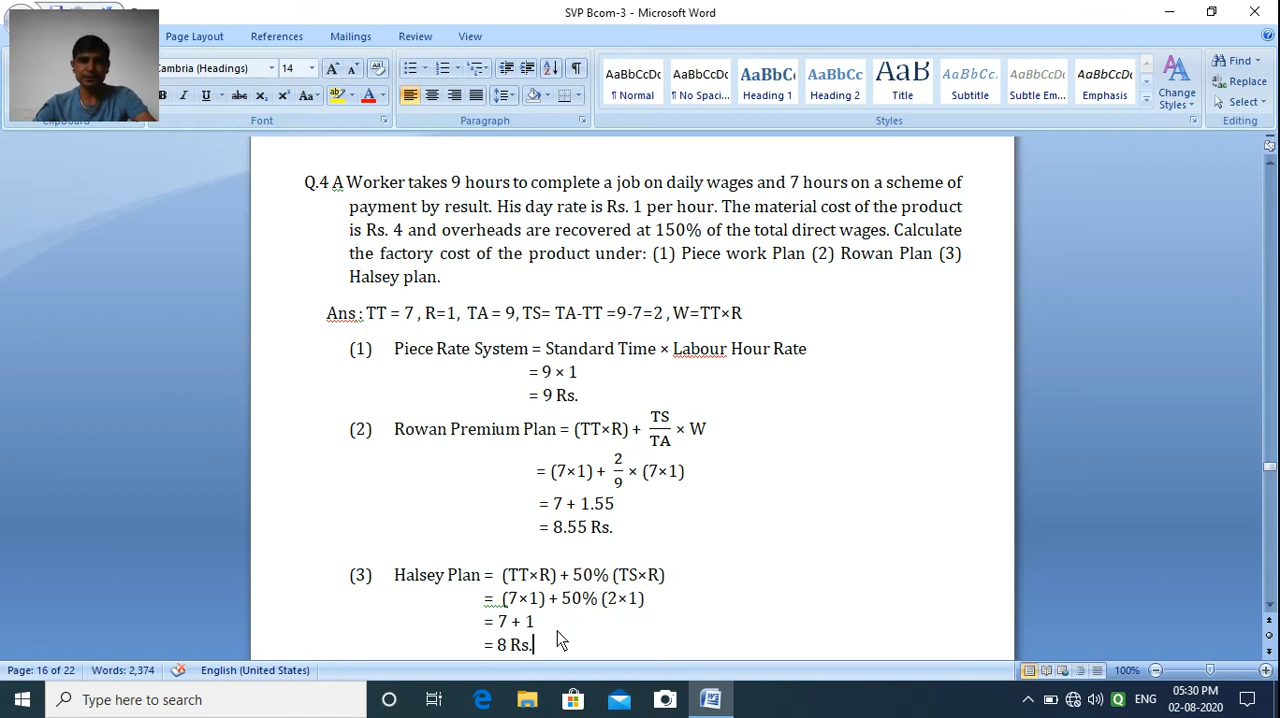 SVP Bcom-3 - Microsoft Word
Page Layout References Mailings Review View
Cambria (Headings) 14 A A Aa
AaBbCcDc AaBbCcDc AaBbCc AaBbCc AaB AaBbCc. AaBbCcDc AaBbCcDc
¶ Normal ¶ No Spaci... Heading 1 Heading 2 Title Subtitle Subtle Em... Emphasis
Change Styles
Find
Replace
Select
B I U abc X₂ X² Aa A
Clipboard Font Paragraph Styles Editing
Q.4 A Worker takes 9 hours to complete a job on daily wages and 7 hours on a scheme of
payment by result. His day rate is Rs. 1 per hour. The material cost of the product
is Rs. 4 and overheads are recovered at 150% of the total direct wages. Calculate
the factory cost of the product under: (1) Piece work Plan (2) Rowan Plan (3)
Halsey plan.
Ans : TT = 7 , R=1, TA = 9, TS= TA-TT =9-7=2 , W=TT×R
(1) Piece Rate System = Standard Time × Labour Hour Rate
= 9 × 1
= 9 Rs.
(2) Rowan Premium Plan = (TT×R) + TS/TA × W
= (7×1) + 2/9 × (7×1)
= 7 + 1.55
= 8.55 Rs.
(3) Halsey Plan = (TT×R) + 50% (TS×R)
= (7×1) + 50% (2×1)
= 7 + 1
= 8 Rs.
Page: 16 of 22 Words: 2,374 English (United States) 100%
Type here to search
ENG
05:30 PM
02-08-2020